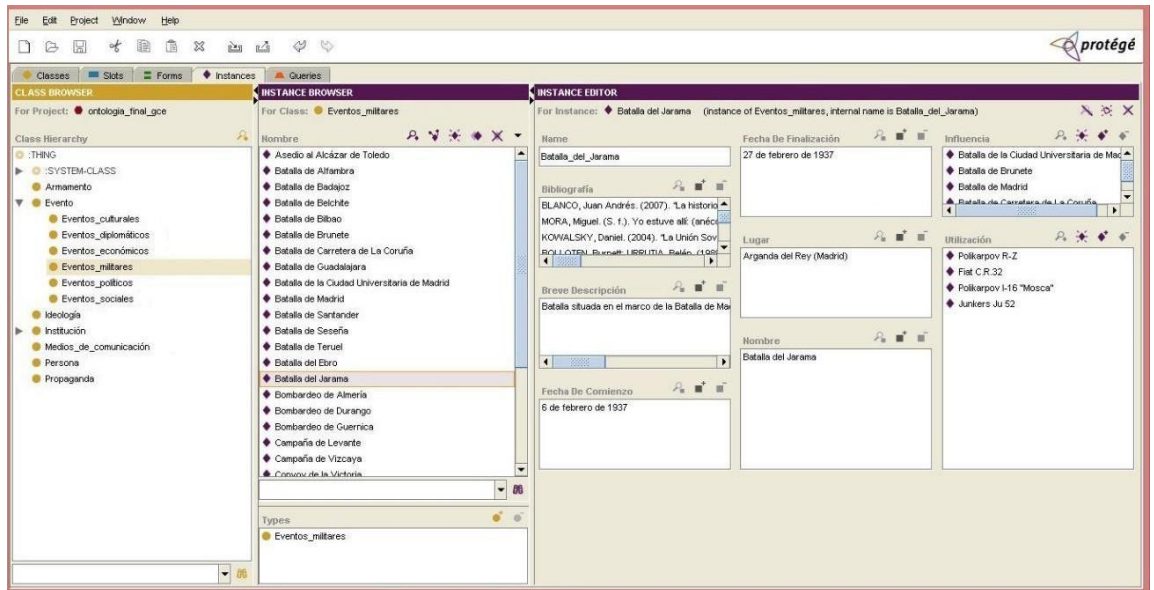 File Edit Project Window Help
protégé
Classes Slots Forms Instances Queries
CLASS BROWSER
For Project: ontologia_final_gce
Class Hierarchy
:THING
:SYSTEM-CLASS
Armamento
Evento
Eventos_culturales
Eventos_diplomáticos
Eventos_económicos
Eventos_militares
Eventos_políticos
Eventos_sociales
Ideología
Institución
Medios_de_comunicación
Persona
Propaganda
INSTANCE BROWSER
For Class: Eventos_militares
Nombre
Asedio al Alcázar de Toledo
Batalla de Alfambra
Batalla de Badajoz
Batalla de Belchite
Batalla de Bilbao
Batalla de Brunete
Batalla de Carretera de La Coruña
Batalla de Guadalajara
Batalla de la Ciudad Universitaria de Madrid
Batalla de Madrid
Batalla de Santander
Batalla de Seseña
Batalla de Teruel
Batalla del Ebro
Batalla del Jarama
Bombardeo de Almería
Bombardeo de Durango
Bombardeo de Guernica
Campaña de Levante
Campaña de Vizcaya
Convoy de la Victoria
Types
Eventos_militares
INSTANCE EDITOR
For Instance: Batalla del Jarama (instance of Eventos_militares, internal name is Batalla_del_Jarama)
Name
Batalla_del_Jarama
Bibliografía
BLANCO, Juan Andrés. (2007). "La historio
MORA, Miguel. (S. f.). Yo estuve allí: (anéc
KOWALSKY, Daniel. (2004). "La Unión Sov
BOLLOTEN, Burnett; URRUTIA, Belén. (198
Breve Descripción
Batalla situada en el marco de la Batalla de Ma
Fecha De Comienzo
6 de febrero de 1937
Fecha De Finalización
27 de febrero de 1937
Lugar
Arganda del Rey (Madrid)
Nombre
Batalla del Jarama
Influencia
Batalla de la Ciudad Universitaria de Mad
Batalla de Brunete
Batalla de Madrid
Batalla de Carretera de La Coruña
Utilización
Polikarpov R-Z
Fiat C.R.32
Polikarpov I-16 "Mosca"
Junkers Ju 52